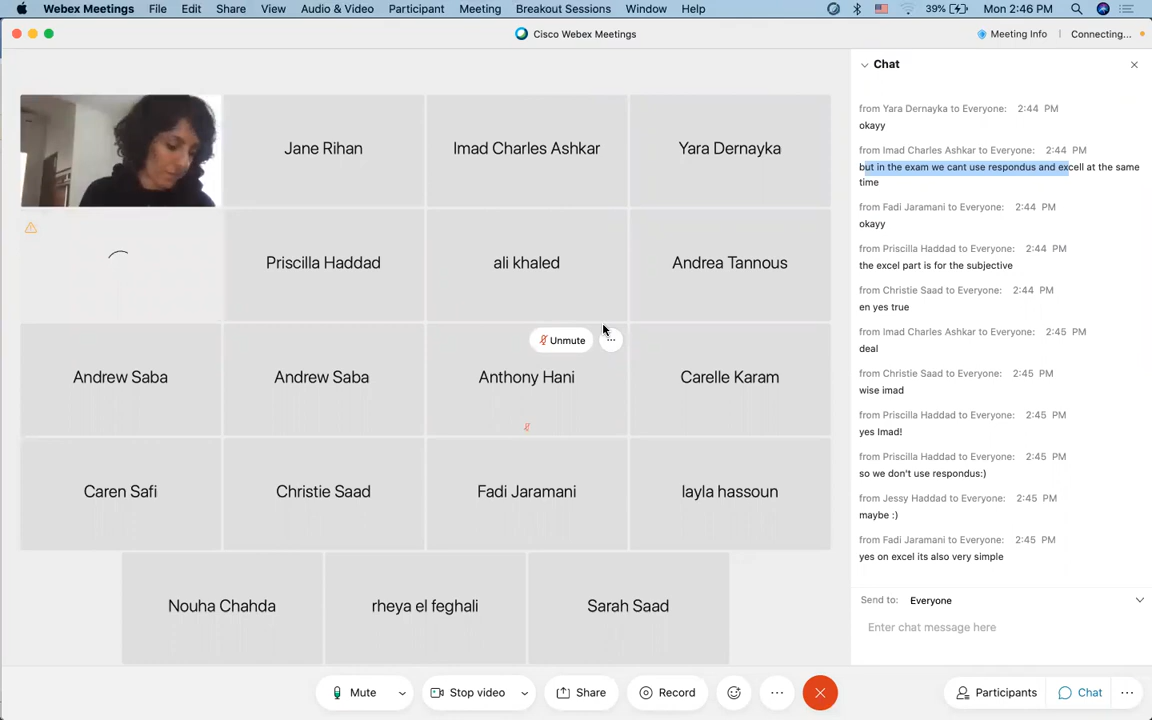 Webex Meetings File Edit Share View Audio & Video Participant Meeting Breakout Sessions Window Help 39% Mon 2:46 PM
Cisco Webex Meetings
Meeting Info Connecting...
Chat
from Yara Dernayka to Everyone: 2:44 PM
okayy
from Imad Charles Ashkar to Everyone: 2:44 PM
but in the exam we cant use respondus and excell at the same
time
from Fadi Jaramani to Everyone: 2:44 PM
okayy
from Priscilla Haddad to Everyone: 2:44 PM
the excel part is for the subjective
from Christie Saad to Everyone: 2:44 PM
en yes true
from Imad Charles Ashkar to Everyone: 2:45 PM
deal
from Christie Saad to Everyone: 2:45 PM
wise imad
from Priscilla Haddad to Everyone: 2:45 PM
yes Imad!
from Priscilla Haddad to Everyone: 2:45 PM
so we don't use respondus:)
from Jessy Haddad to Everyone: 2:45 PM
maybe :)
from Fadi Jaramani to Everyone: 2:45 PM
yes on excel its also very simple
Send to: Everyone
Enter chat message here
Jane Rihan Imad Charles Ashkar Yara Dernayka
Priscilla Haddad ali khaled Andrea Tannous
Unmute
Andrew Saba Andrew Saba Anthony Hani Carelle Karam
Caren Safi Christie Saad Fadi Jaramani layla hassoun
Nouha Chahda rheya el feghali Sarah Saad
Mute Stop video Share Record Participants Chat